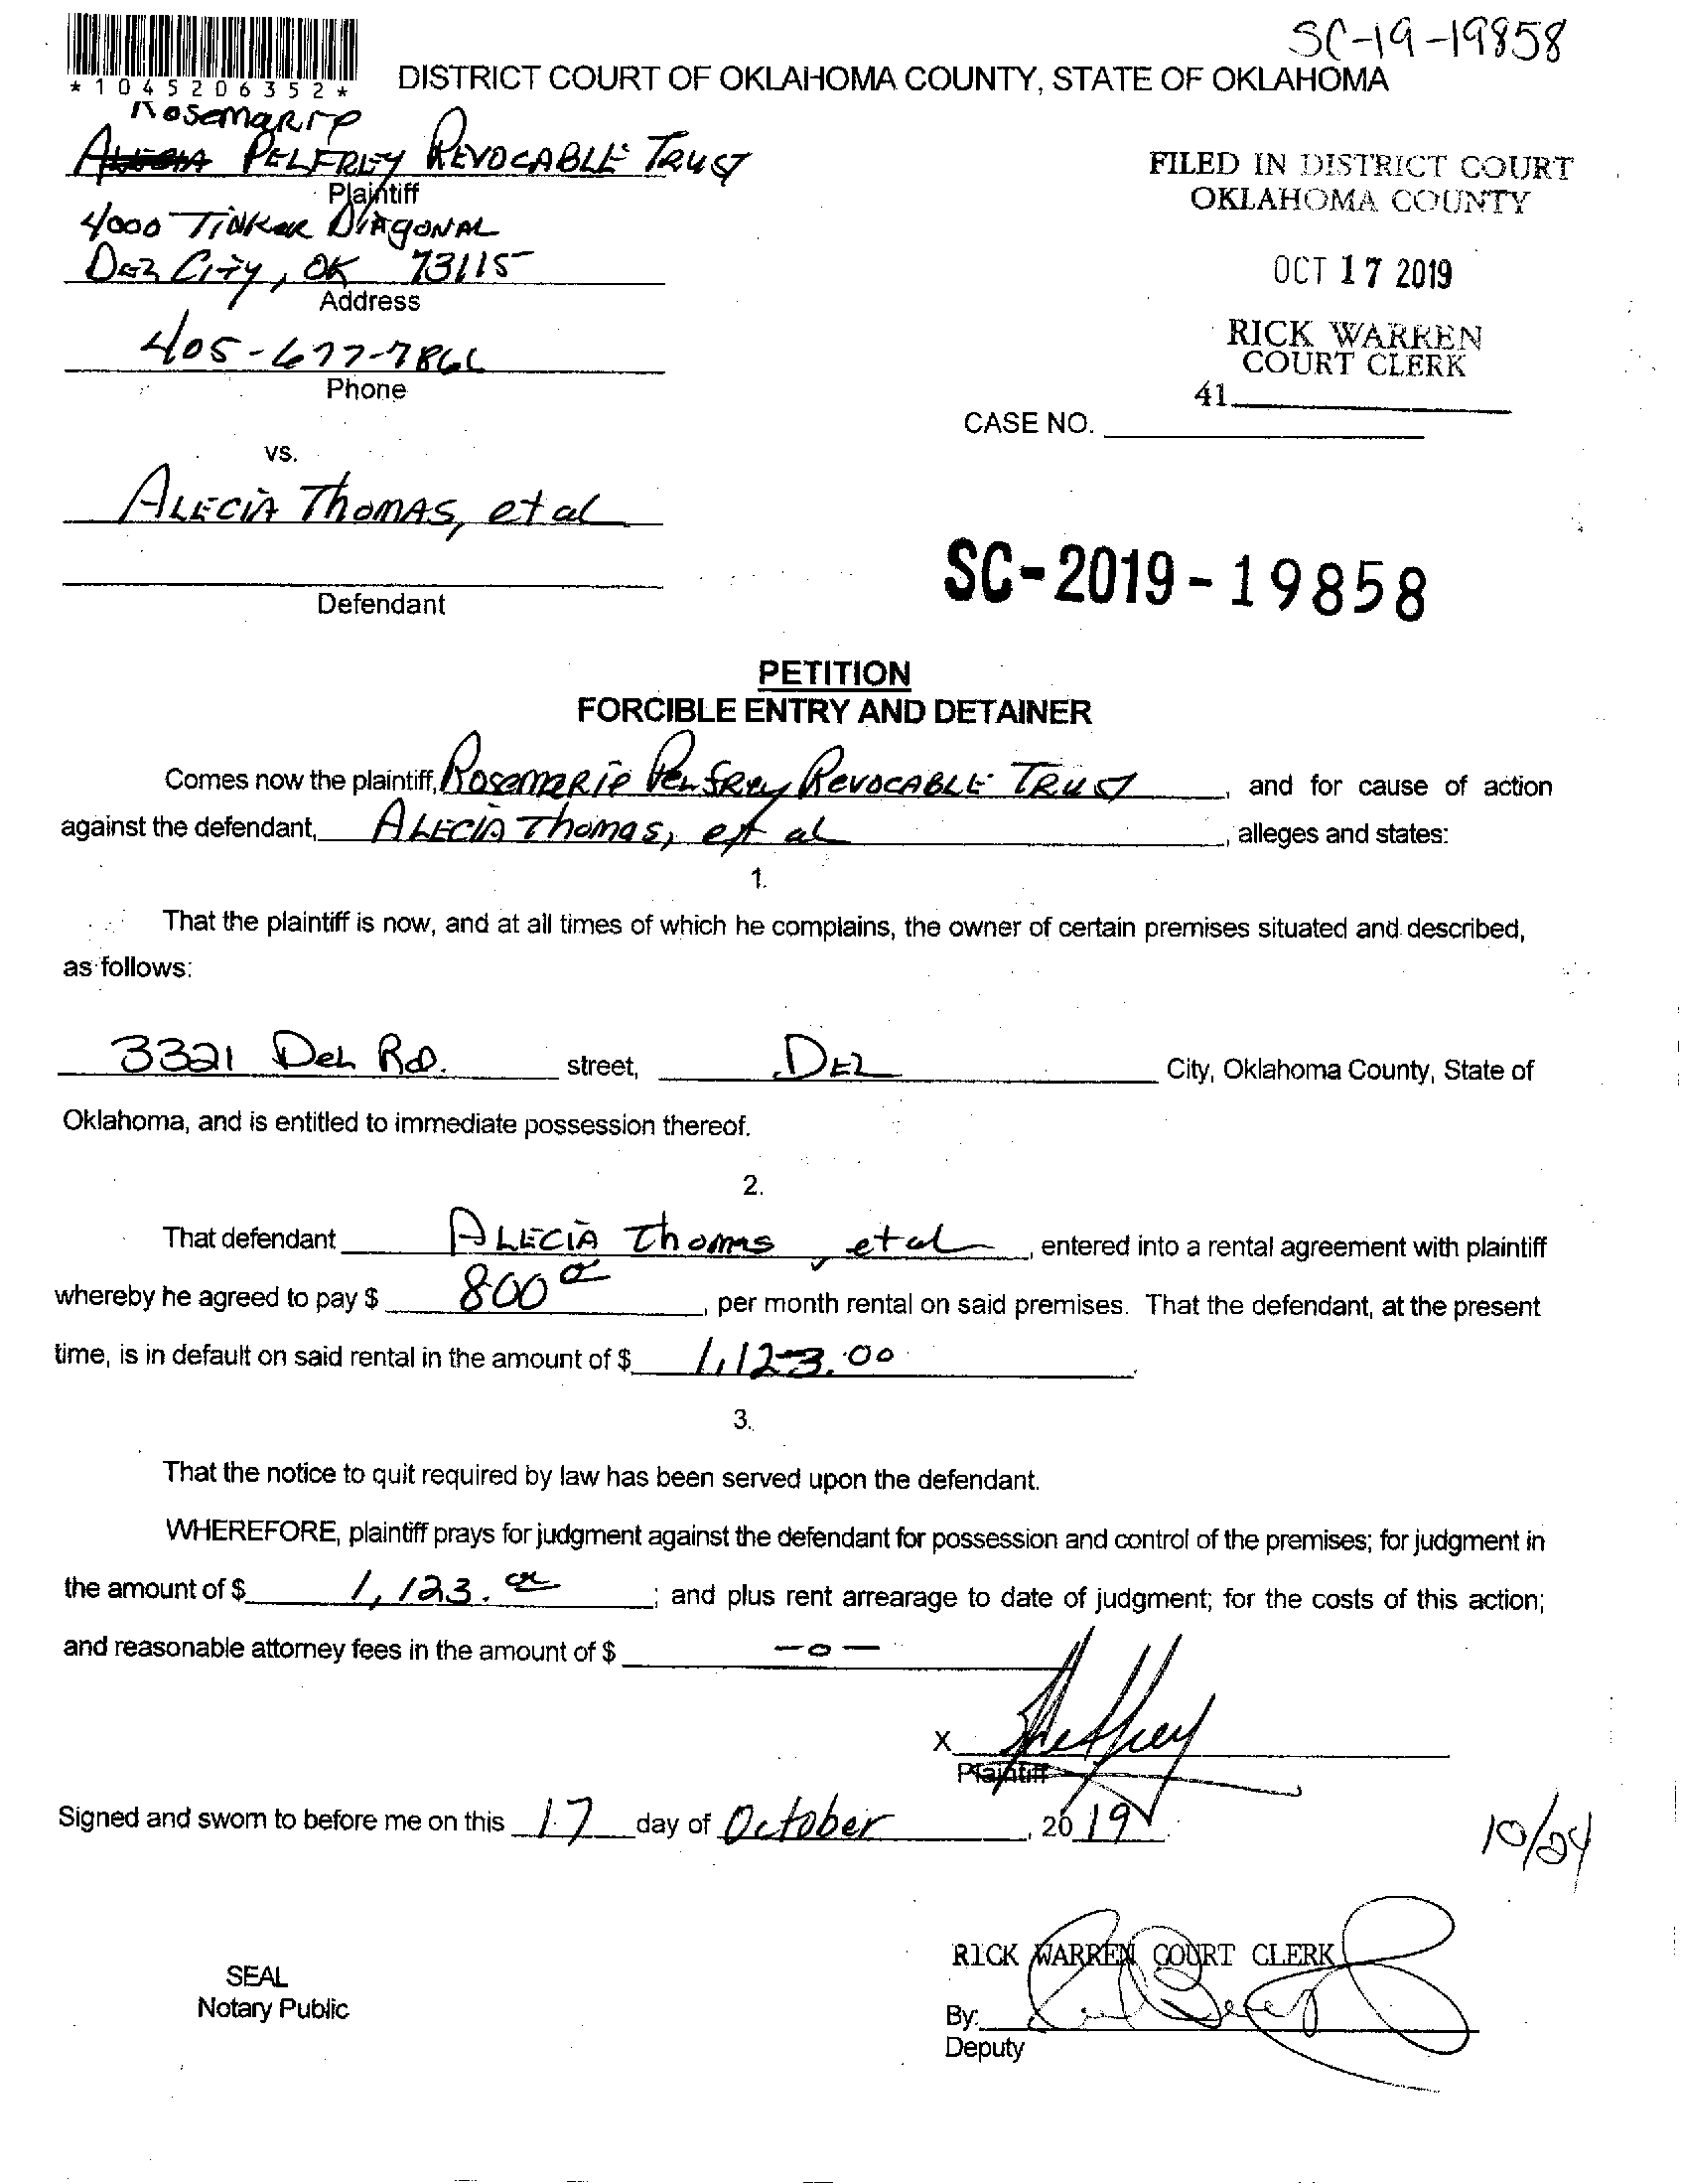 SC-19-19858
*1045206352*
DISTRICT COURT OF OKLAHOMA COUNTY, STATE OF OKLAHOMA
Rosemarie
PELFREY REVOCABLE TRUST
Plaintiff
4000 TINKER DIAGONAL
DEL CITY, OK 73115
Address
405-677-7866
Phone
FILED IN DISTRICT COURT
OKLAHOMA COUNTY
OCT 17 2019
RICK WARREN
COURT CLERK
41
CASE NO.
vs.
ALECIA THOMAS, et al
Defendant
SC-2019-19858
PETITION
FORCIBLE ENTRY AND DETAINER
Comes now the plaintiff, ROSEMARIE PELFREY REVOCABLE TRUST, and for cause of action
against the defendant, ALECIA Thomas, et al, alleges and states:
1.
That the plaintiff is now, and at all times of which he complains, the owner of certain premises situated and described,
as follows:
3321 DEL RD. street, DEL City, Oklahoma County, State of
Oklahoma, and is entitled to immediate possession thereof.
2.
That defendant ALECIA Thomas, et al, entered into a rental agreement with plaintiff
whereby he agreed to pay $ 800, per month rental on said premises. That the defendant, at the present
time, is in default on said rental in the amount of $ 1,123.00.
3.
That the notice to quit required by law has been served upon the defendant.
WHEREFORE, plaintiff prays for judgment against the defendant for possession and control of the premises; for judgment in
the amount of $ 1,123.; and plus rent arrearage to date of judgment; for the costs of this action;
and reasonable attorney fees in the amount of $ -0-
X
Plaintiff
Signed and sworn to before me on this 17 day of October, 2019.
10/24
SEAL
Notary Public
RICK WARREN COURT CLERK
By:
Deputy